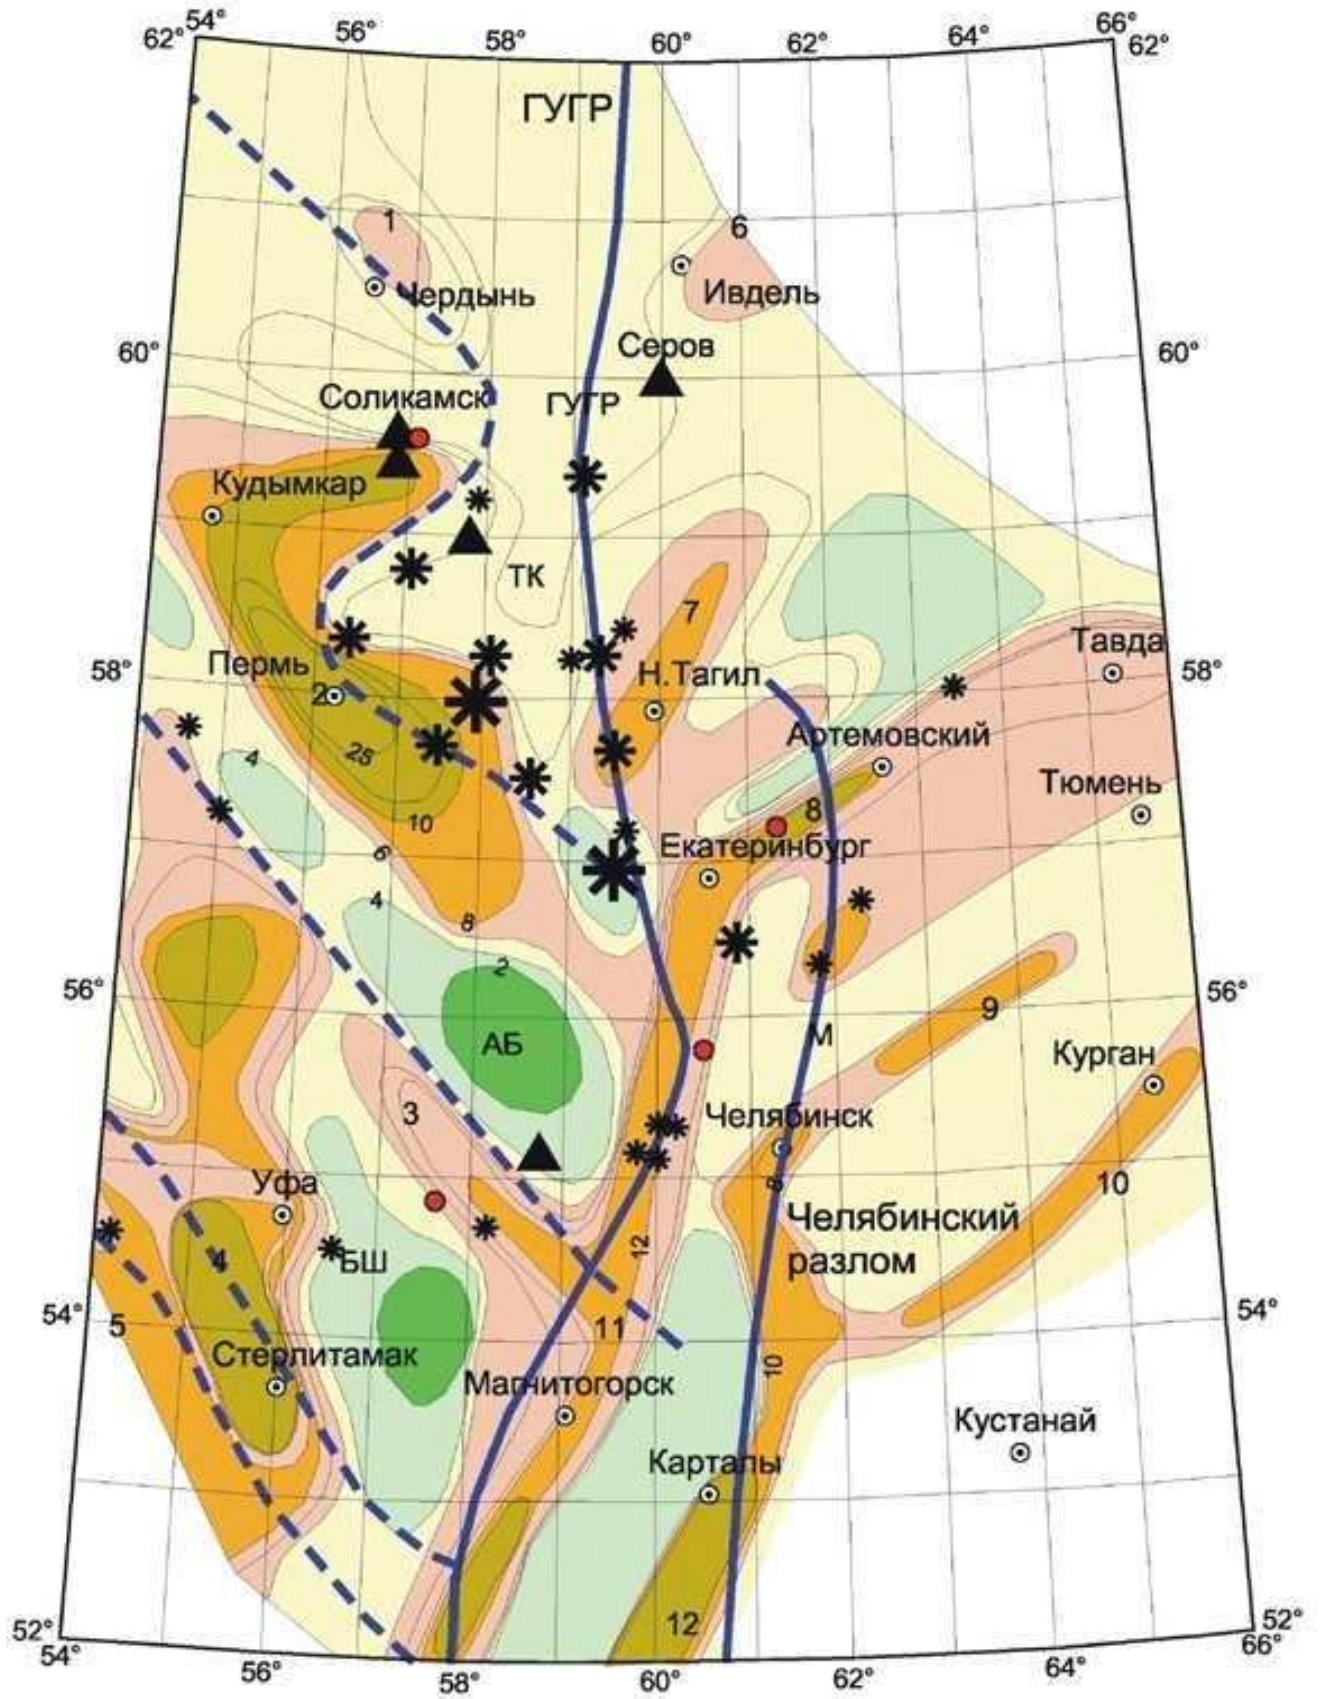 54°
62°
56°
58°
60°
62°
64°
66°
62°
ГУГР
1
6
Чердынь
Ивдель
60°
Серов
60°
Соликамск
ГУГР
Кудымкар
ТК
7
Тавда
58°
Пермь
Н.Тагил
58°
2
Артемовский
4
25
Тюмень
8
10
6
Екатеринбург
4
8
2
56°
56°
9
АБ
М
Курган
3
Челябинск
8
10
Уфа
Челябинский
разлом
12
4
БШ
54°
54°
5
11
Стерлитамак
10
Магнитогорск
Кустанай
Карталы
12
52°
52°
54°
56°
58°
60°
62°
64°
66°